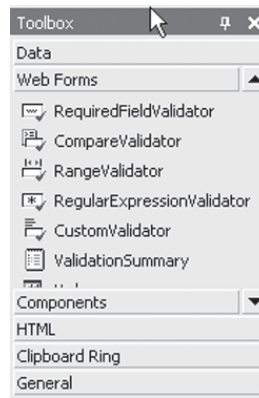 Toolbox
Data
Web Forms
RequiredFieldValidator
CompareValidator
RangeValidator
RegularExpressionValidator
CustomValidator
ValidationSummary
Components
HTML
Clipboard Ring
General